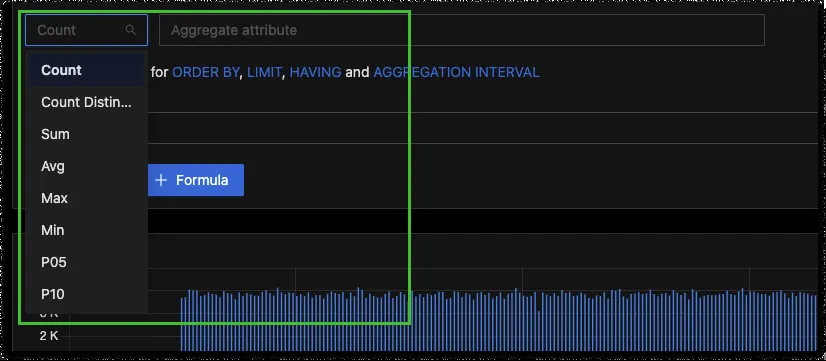 Count
Aggregate attribute
Count
for ORDER BY, LIMIT, HAVING and AGGREGATION INTERVAL
Count Distin...
Sum
Avg
+ Formula
Max
Min
P05
P10
2 K